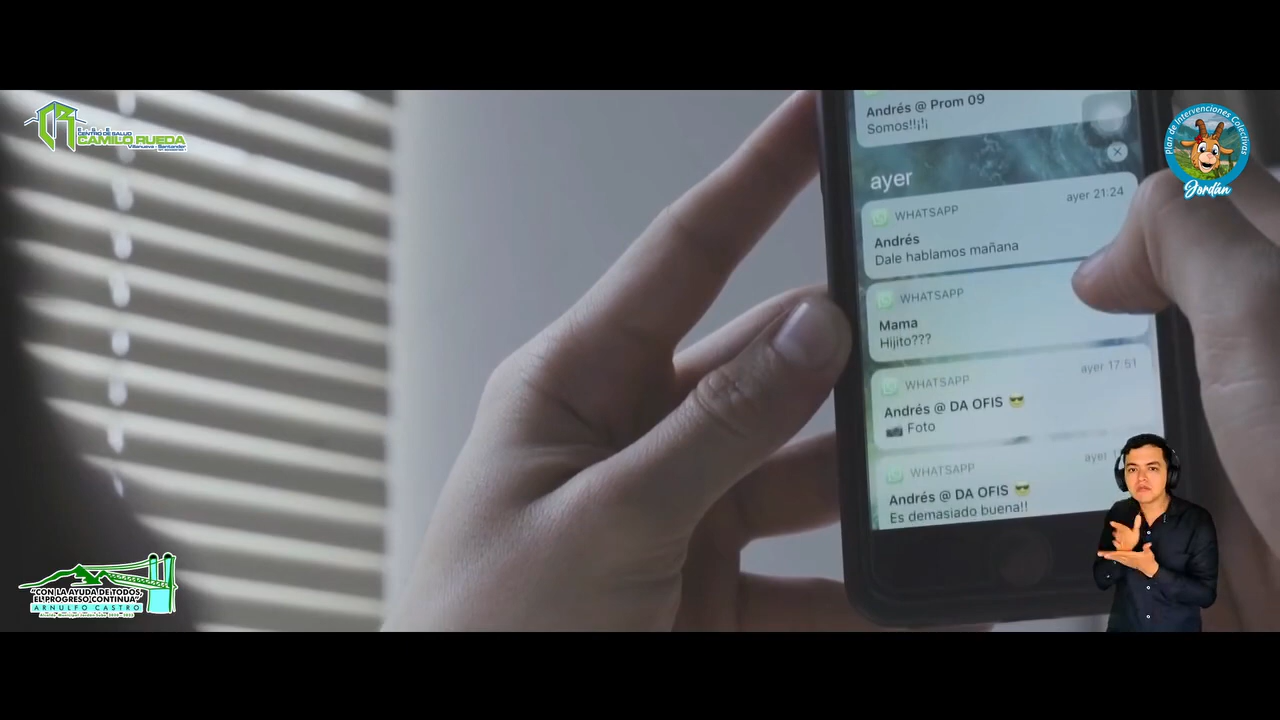 E.S.E
CENTRO DE SALUD
CAMILO RUEDA
Villanueva - Santander
Plan de Intervenciones Colectivas
Jordán
Andrés @ Prom 09
Somos!!¡!¡
ayer
WHATSAPP
ayer 21:24
Andrés
Dale hablamos mañana
WHATSAPP
Mama
Hijito???
WHATSAPP
ayer 17:51
Andrés @ DA OFIS 😎
📷 Foto
WHATSAPP
ayer
Andrés @ DA OFIS 😎
Es demasiado buena!!
"CON LA AYUDA DE TODOS,
EL PROGRESO CONTINUA"
ARNULFO CASTRO